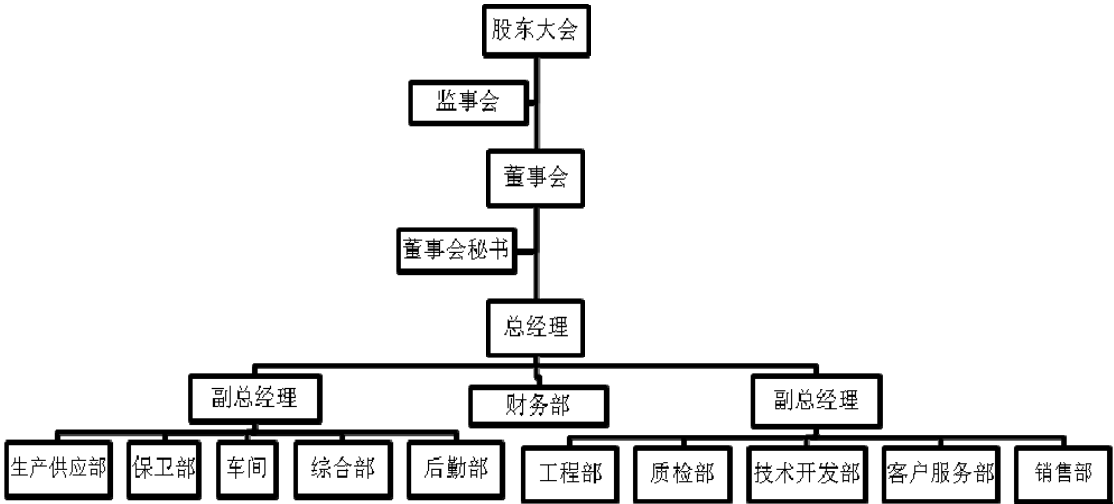 股东大会
监事会
董事会
董事会秘书
总经理
副总经理
财务部
副总经理
生产供应部
保卫部
车间
综合部
后勤部
工程部
质检部
技术开发部
客户服务部
销售部